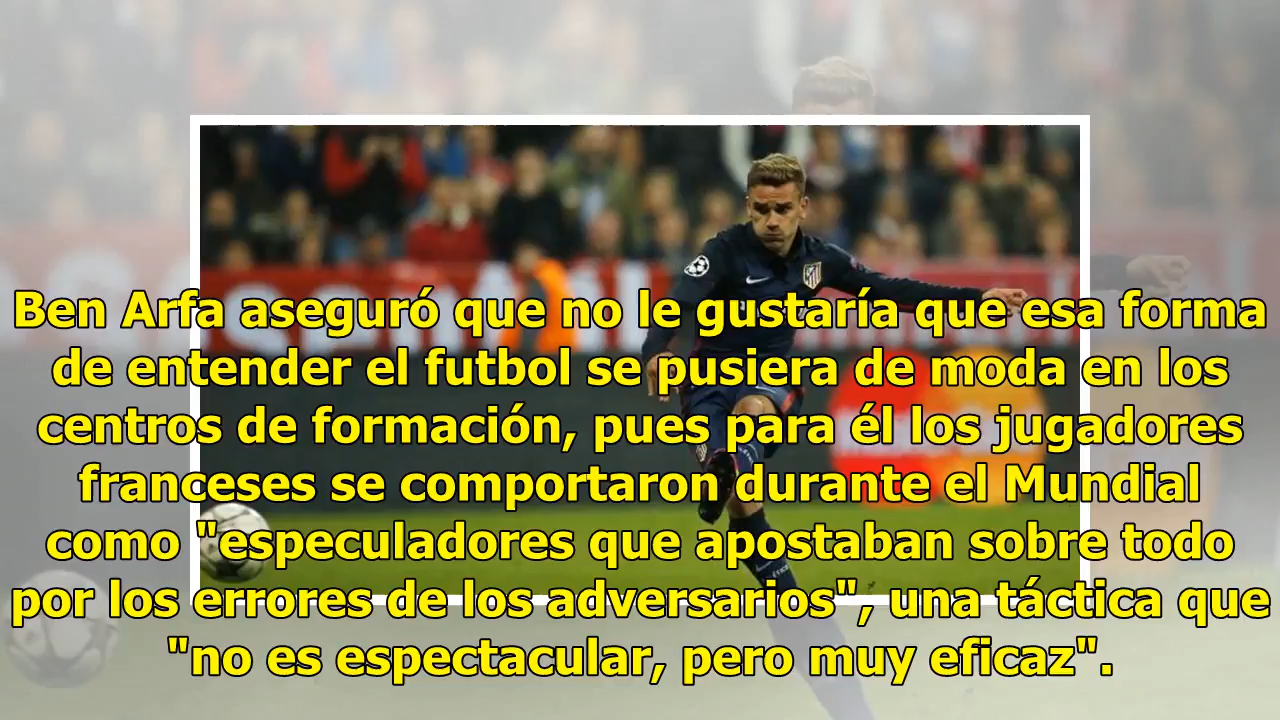 Ben Arfa aseguró que no le gustaría que esa forma
de entender el futbol se pusiera de moda en los
centros de formación, pues para él los jugadores
franceses se comportaron durante el Mundial
como "especuladores que apostaban sobre todo
por los errores de los adversarios", una táctica que
"no es espectacular, pero muy eficaz".